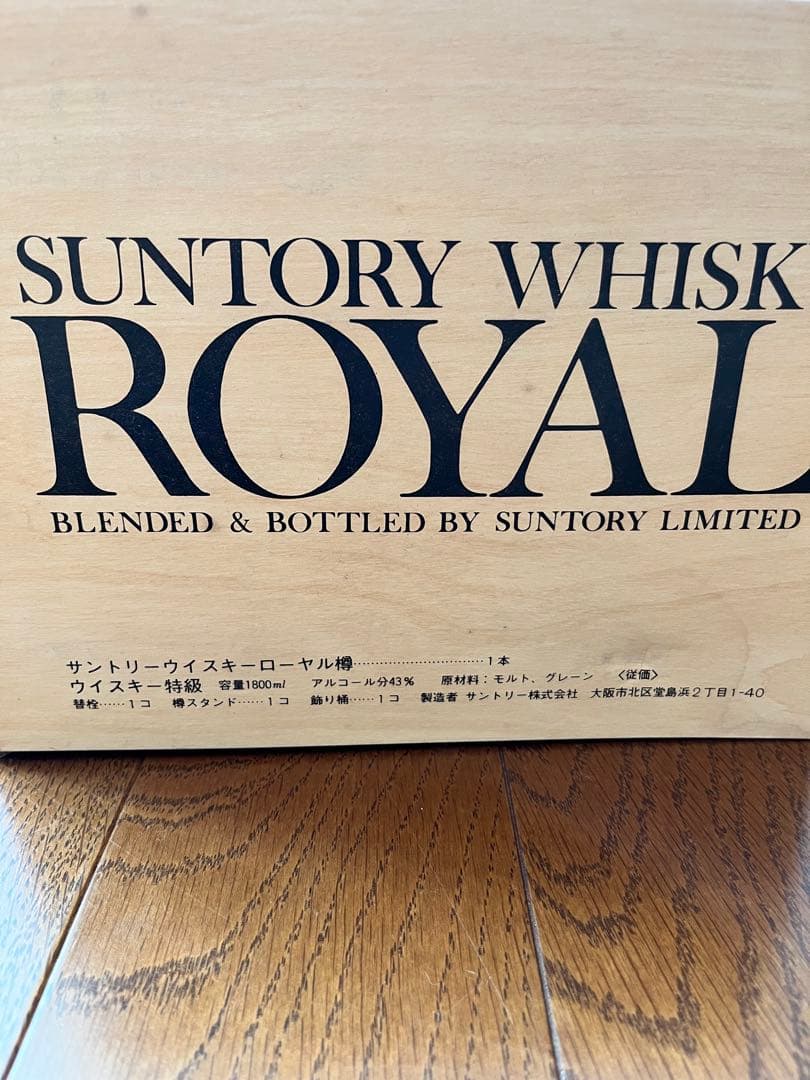 SUNTORY WHISK
ROYAL
BLENDED & BOTTLED BY SUNTORY LIMITED
サントリーウイスキーローヤル樽……………………………1本
ウイスキー特級 容量1800ml アルコール分43% 原材料：モルト、グレーン 〈従価〉
替栓……1コ 樽スタンド……1コ 飾り桶……1コ 製造者 サントリー株式会社 大阪市北区堂島浜2丁目1-40